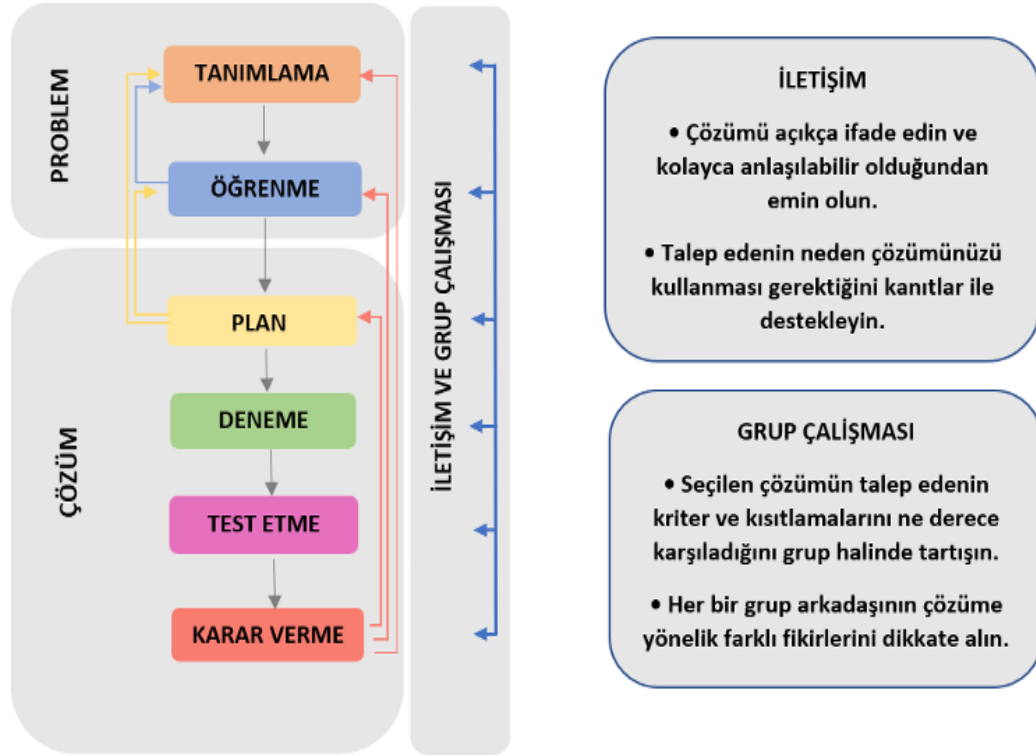 PROBLEM
TANIMLAMA
ÖĞRENME
ÇÖZÜM
PLAN
DENEME
TEST ETME
KARAR VERME
İLETİŞİM VE GRUP ÇALIŞMASI
İLETİŞİM
• Çözümü açıkça ifade edin ve
kolayca anlaşılabilir olduğundan
emin olun.
• Talep edenin neden çözümünüzü
kullanması gerektiğini kanıtlar ile
destekleyin.
GRUP ÇALIŞMASI
• Seçilen çözümün talep edenin
kriter ve kısıtlamalarını ne derece
karşıladığını grup halinde tartışın.
• Her bir grup arkadaşının çözüme
yönelik farklı fikirlerini dikkate alın.